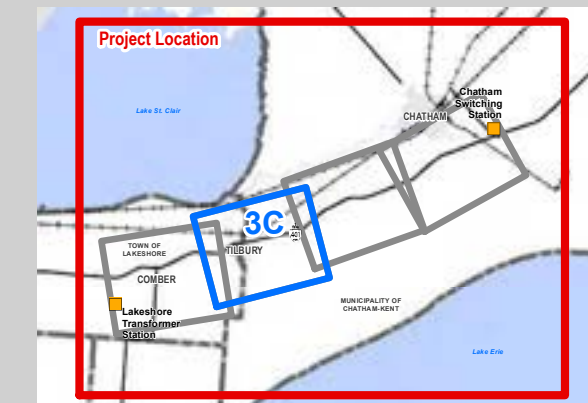 Project Location
Lake St. Clair
Chatham
Switching
Station
CHATHAM
3C
401
TOWN OF
LAKESHORE
TILBURY
COMBER
MUNICIPALITY OF
CHATHAM-KENT
Lakeshore
Transformer
Station
Lake Erie